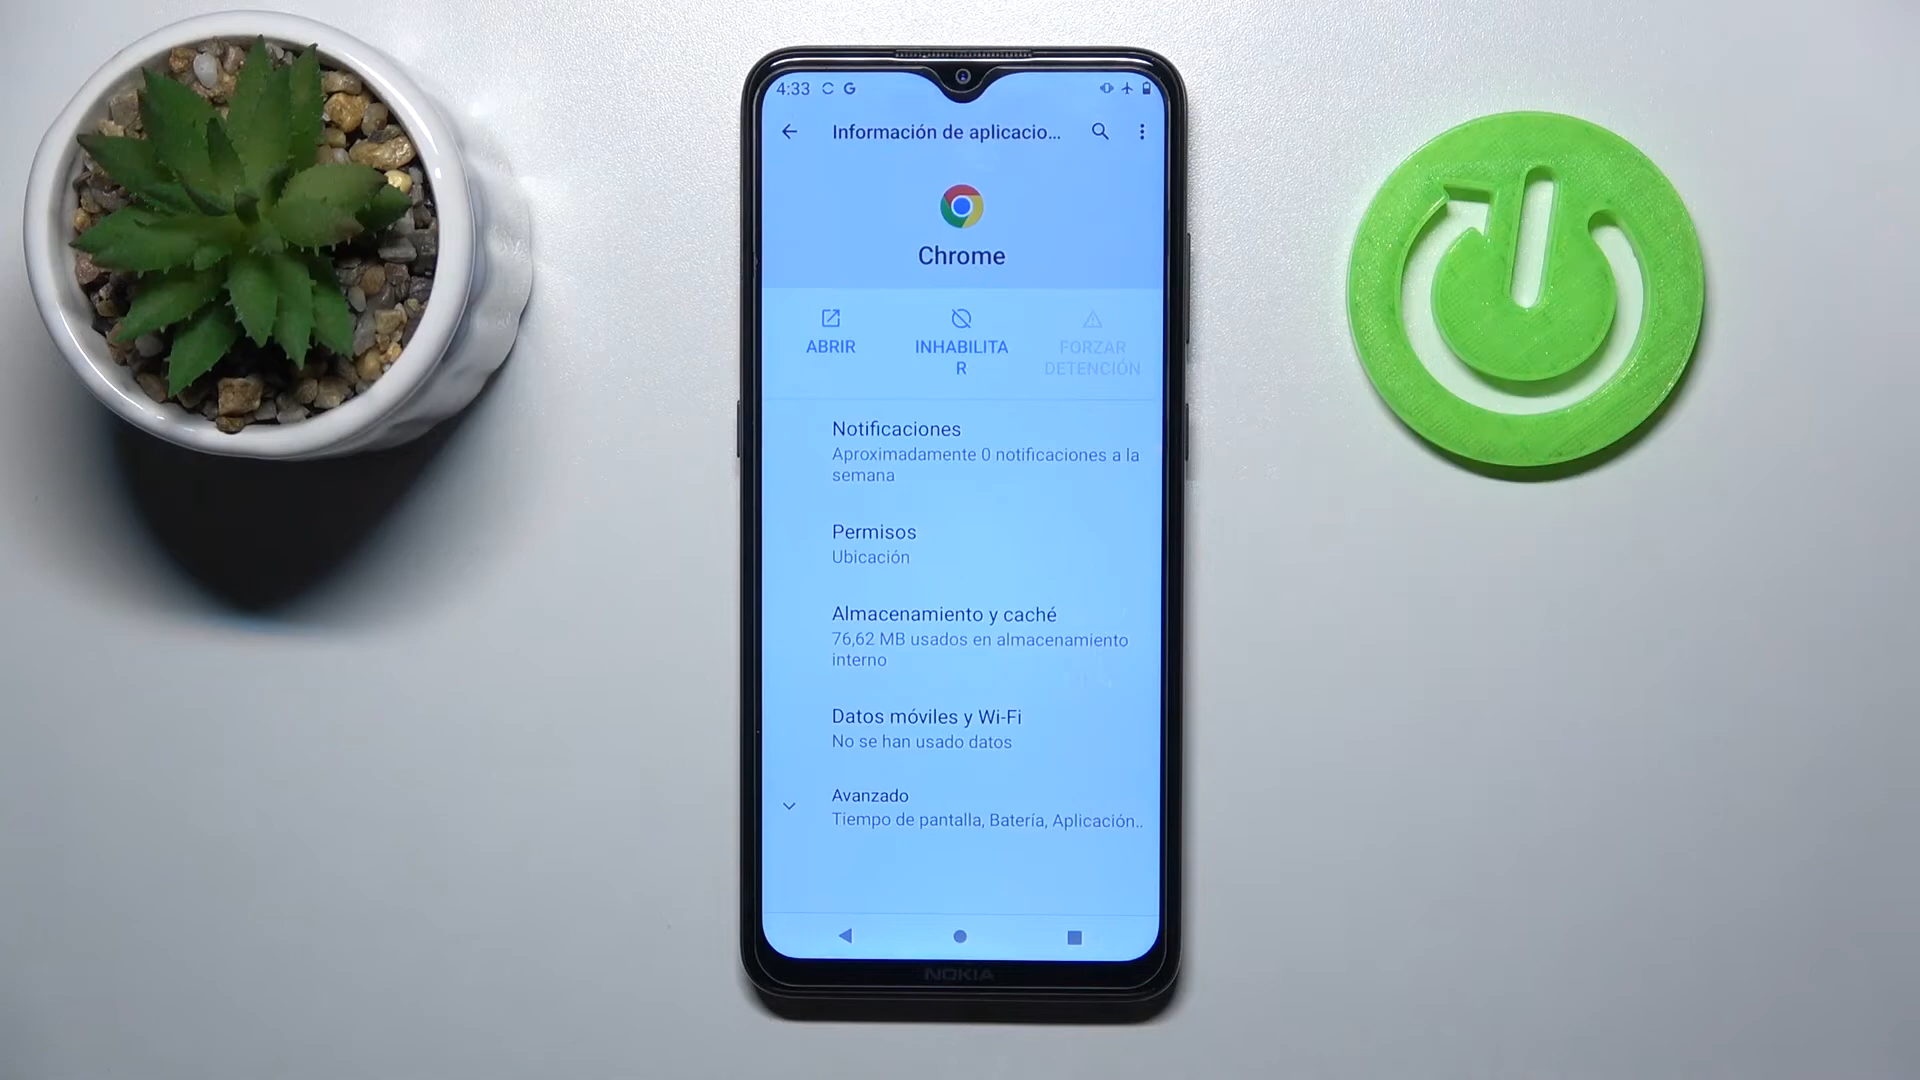 4:33
Información de aplicacio...
Chrome
ABRIR
INHABILITA
R
FORZAR
DETENCIÓN
Notificaciones
Aproximadamente 0 notificaciones a la
semana
Permisos
Ubicación
Almacenamiento y caché
76,62 MB usados en almacenamiento
interno
Datos móviles y Wi-Fi
No se han usado datos
Avanzado
Tiempo de pantalla, Batería, Aplicación..
NOKIA